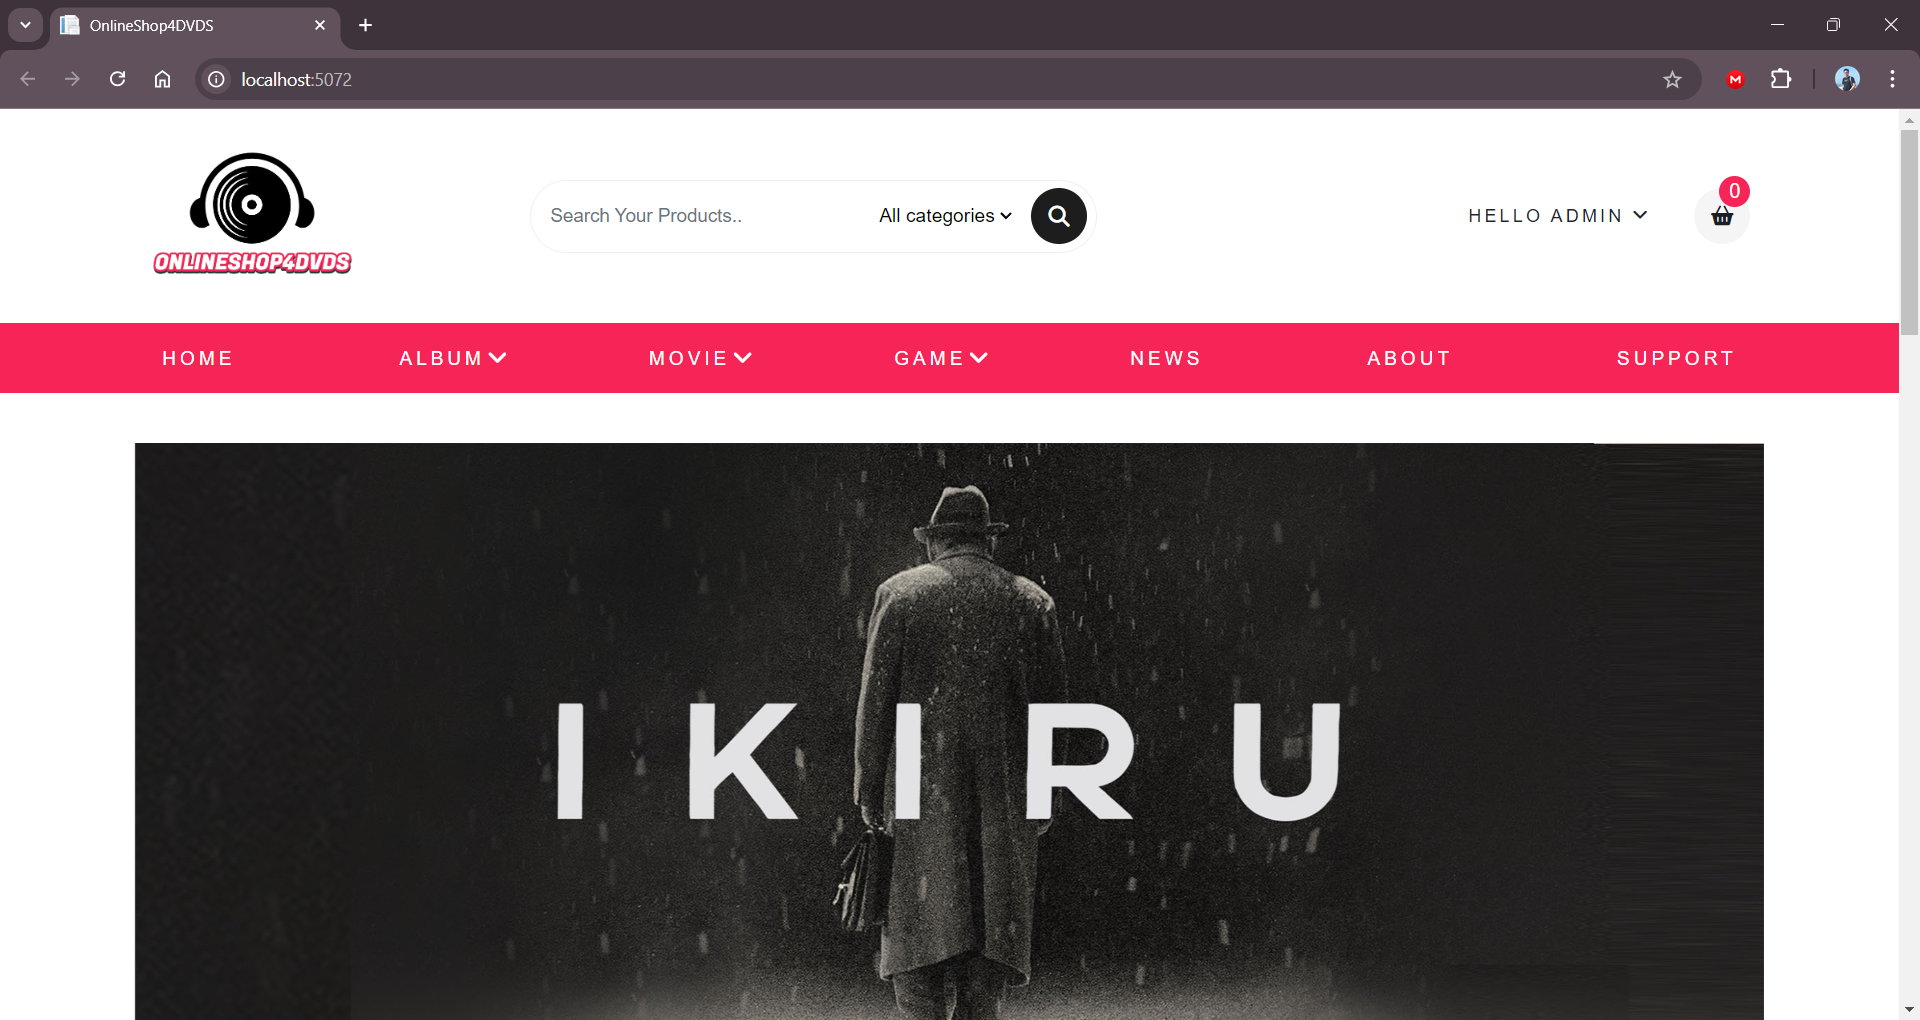 OnlineShop4DVDS
localhost:5072
ONLINESHOP4DVDS
Search Your Products..
All categories
HELLO ADMIN
0
HOME
ALBUM
MOVIE
GAME
NEWS
ABOUT
SUPPORT
IKIRU